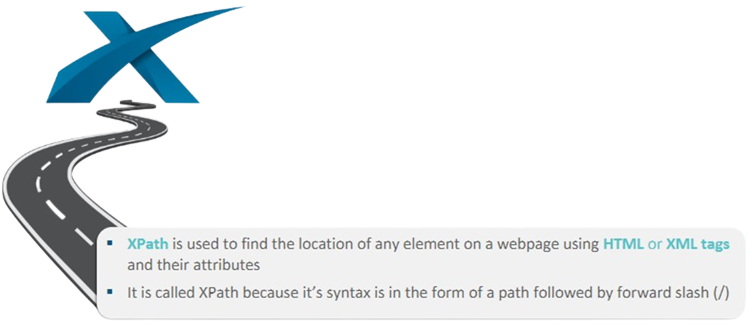 XPath is used to find the location of any element on a webpage using HTML or XML tags
and their attributes
It is called XPath because it’s syntax is in the form of a path followed by forward slash (/)